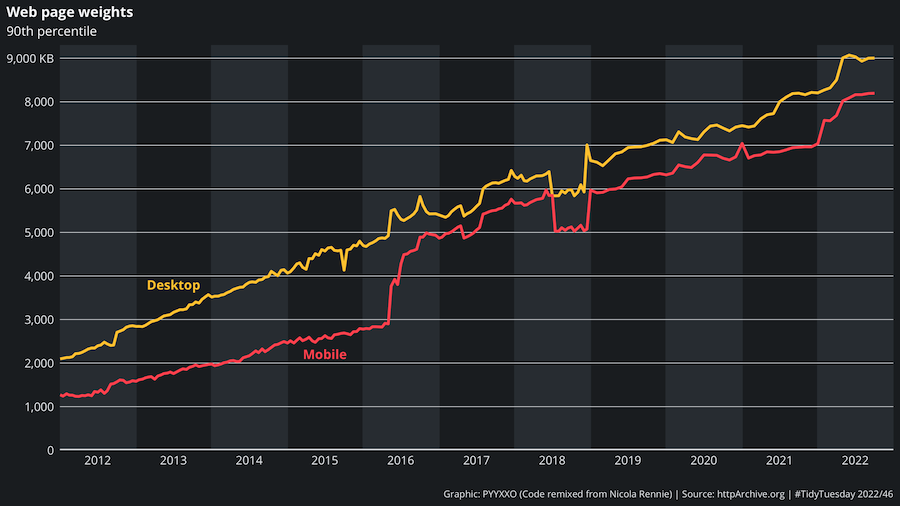 Web page weights
90th percentile
9,000 KB
8,000
7,000
6,000
5,000
4,000
3,000
2,000
1,000
0
Desktop
Mobile
2012 2013 2014 2015 2016 2017 2018 2019 2020 2021 2022
Graphic: PYYXXO (Code remixed from Nicola Rennie) | Source: httpArchive.org | #TidyTuesday 2022/46